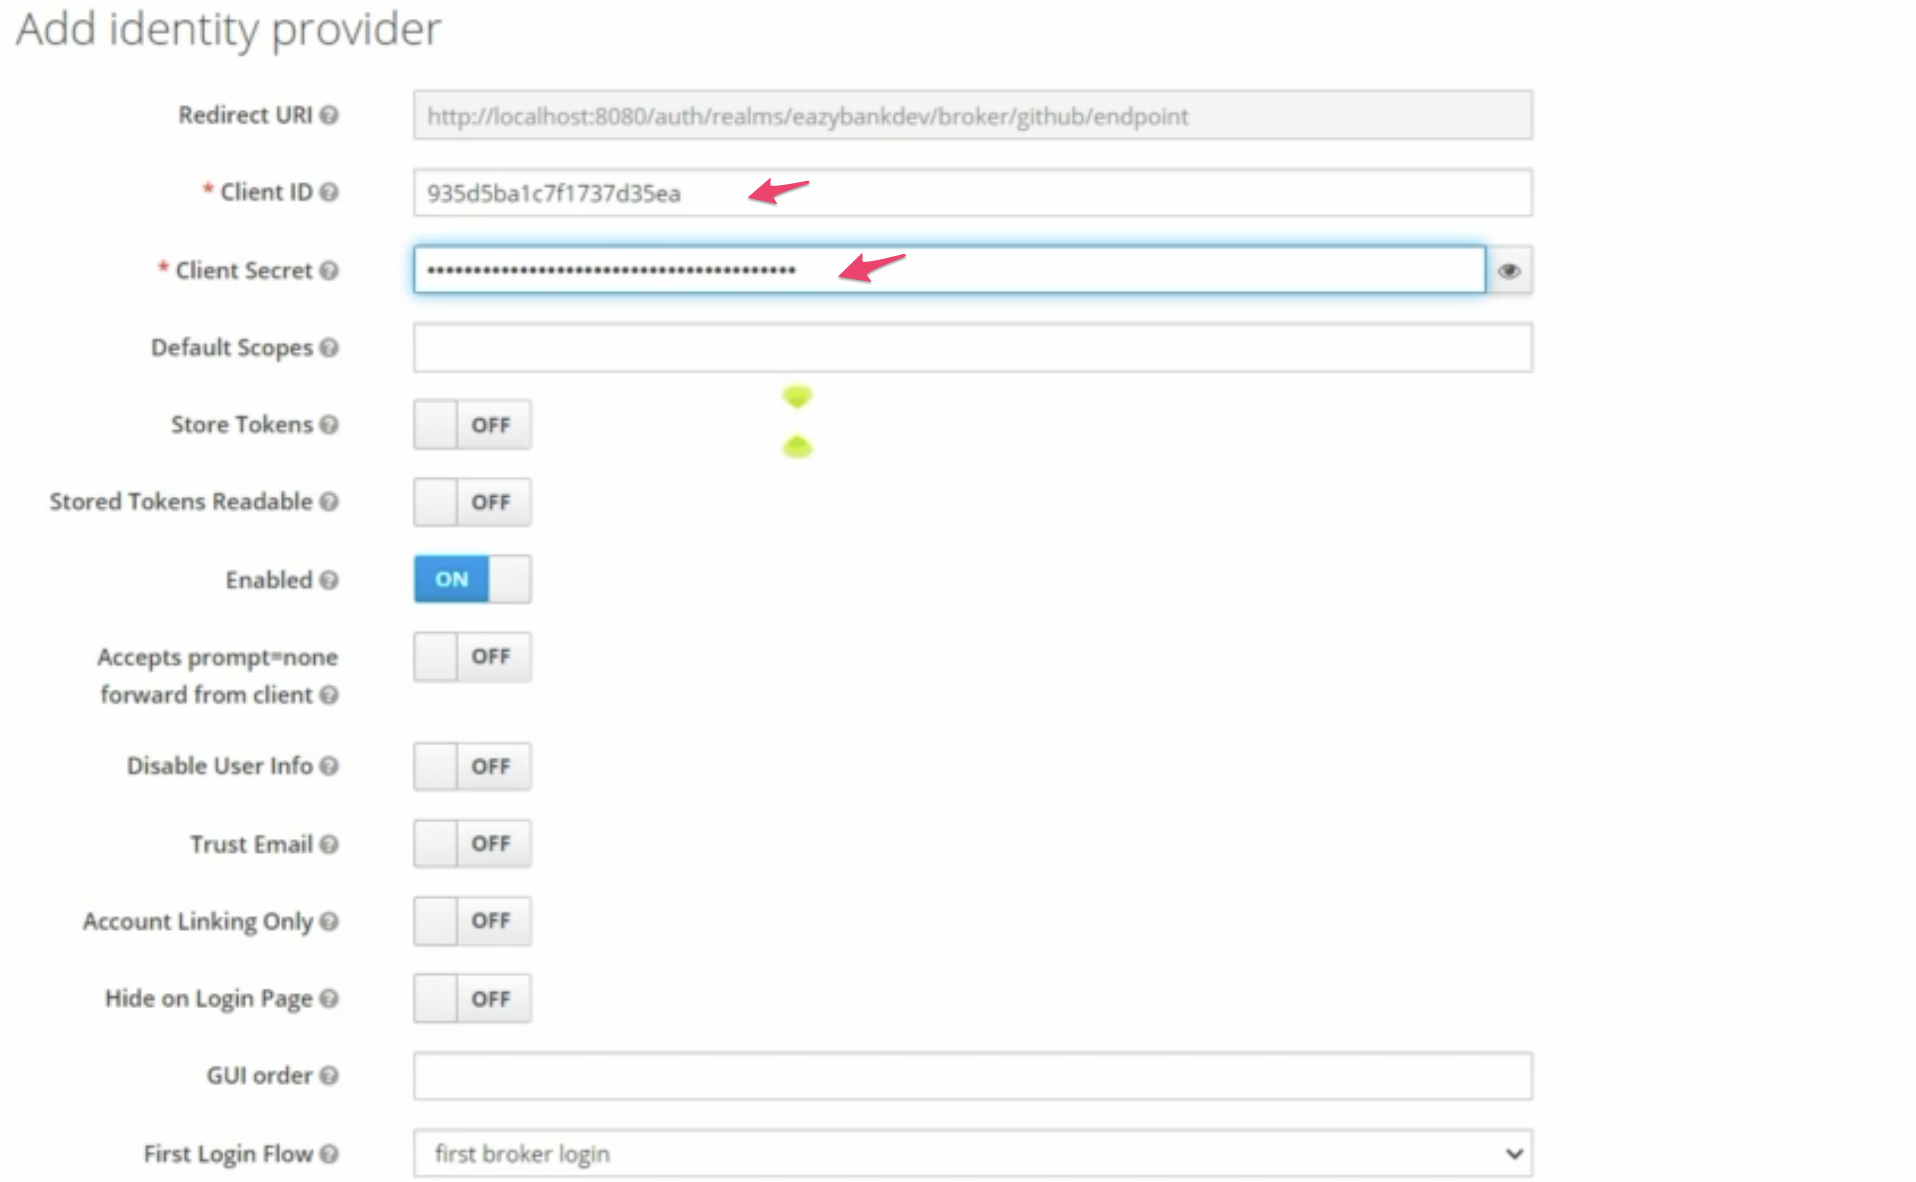 Add identity provider
Redirect URI
http://localhost:8080/auth/realms/eazybankdev/broker/github/endpoint
* Client ID
935d5ba1c7f1737d35ea
* Client Secret
••••••••••••••••••••••••••••••••••••••••
Default Scopes
Store Tokens
OFF
Stored Tokens Readable
OFF
Enabled
ON
Accepts prompt=none
forward from client
OFF
Disable User Info
OFF
Trust Email
OFF
Account Linking Only
OFF
Hide on Login Page
OFF
GUI order
First Login Flow
first broker login